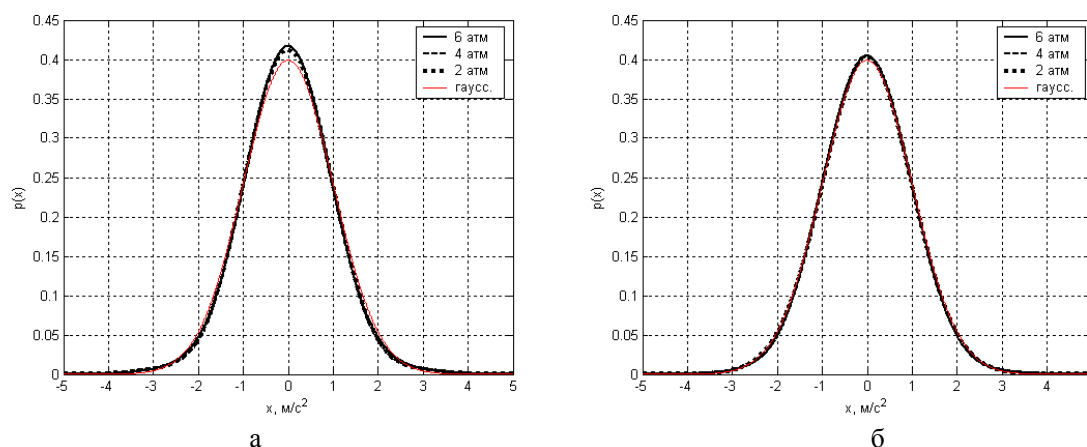 0.45
0.4
0.35
0.3
0.25
0.2
0.15
0.1
0.05
0
p(x)
6 атм
4 атм
2 атм
гаусс.
-5 -4 -3 -2 -1 0 1 2 3 4 5
x, м/с²
а
0.45
0.4
0.35
0.3
0.25
0.2
0.15
0.1
0.05
0
p(x)
6 атм
4 атм
2 атм
гаусс.
-5 -4 -3 -2 -1 0 1 2 3 4
x, м/с²
б